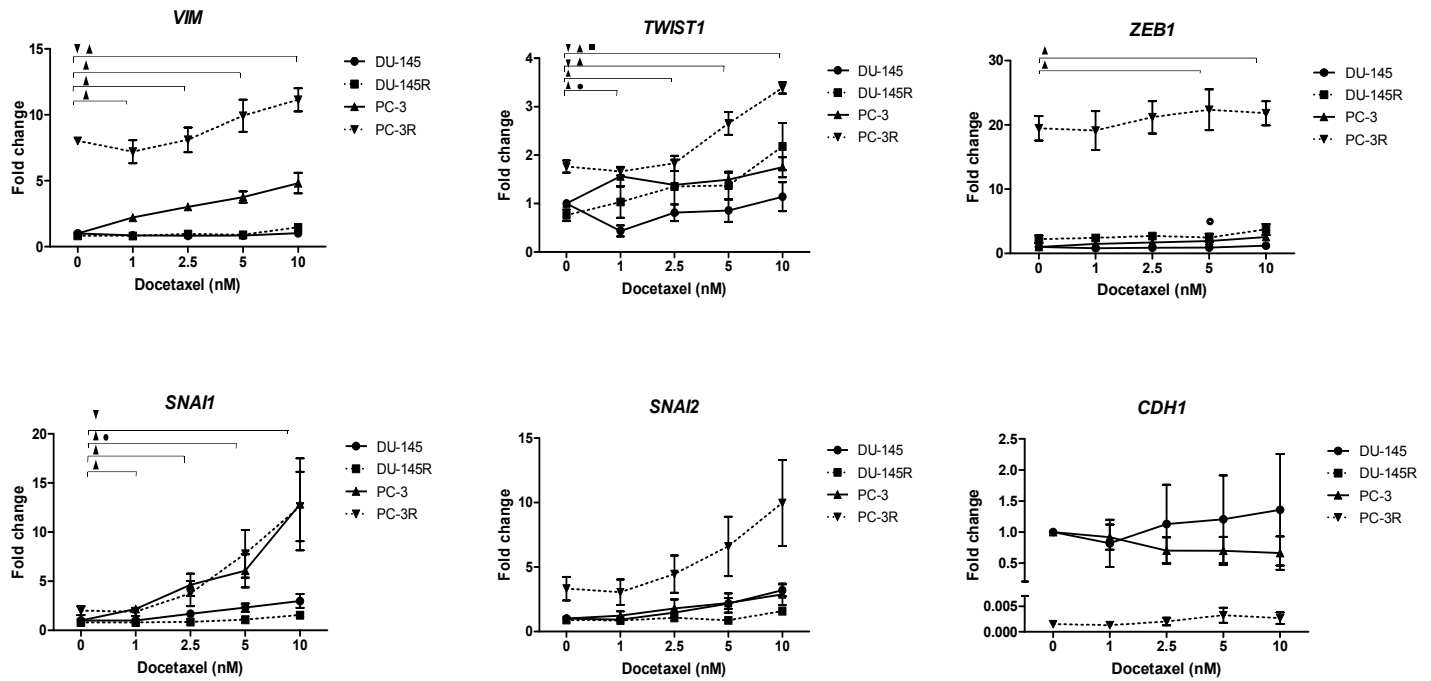 VIM
15
10
5
0
Fold change
0 1 2.5 5 10
Docetaxel (nM)
DU-145
DU-145R
PC-3
PC-3R
TWIST1
4
3
2
1
0
Fold change
0 1 2.5 5 10
Docetaxel (nM)
DU-145
DU-145R
PC-3
PC-3R
ZEB1
30
20
10
0
Fold change
0 1 2.5 5 10
Docetaxel (nM)
DU-145
DU-145R
PC-3
PC-3R
SNAI1
20
15
10
5
0
Fold change
0 1 2.5 5 10
Docetaxel (nM)
DU-145
DU-145R
PC-3
PC-3R
SNAI2
15
10
5
0
Fold change
0 1 2.5 5 10
Docetaxel (nM)
DU-145
DU-145R
PC-3
PC-3R
CDH1
2.5
2.0
1.5
1.0
0.5
0.005
0.000
Fold change
0 1 2.5 5 10
Docetaxel (nM)
DU-145
DU-145R
PC-3
PC-3R